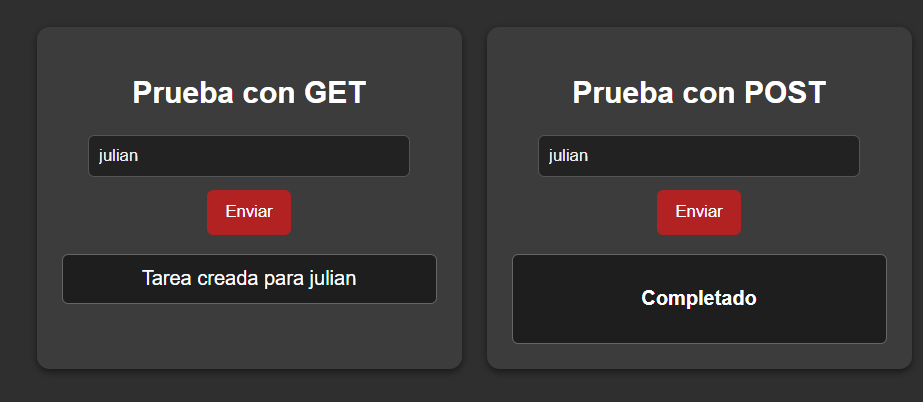 Prueba con GET
julian
Enviar
Tarea creada para julian
Prueba con POST
julian
Enviar
Completado